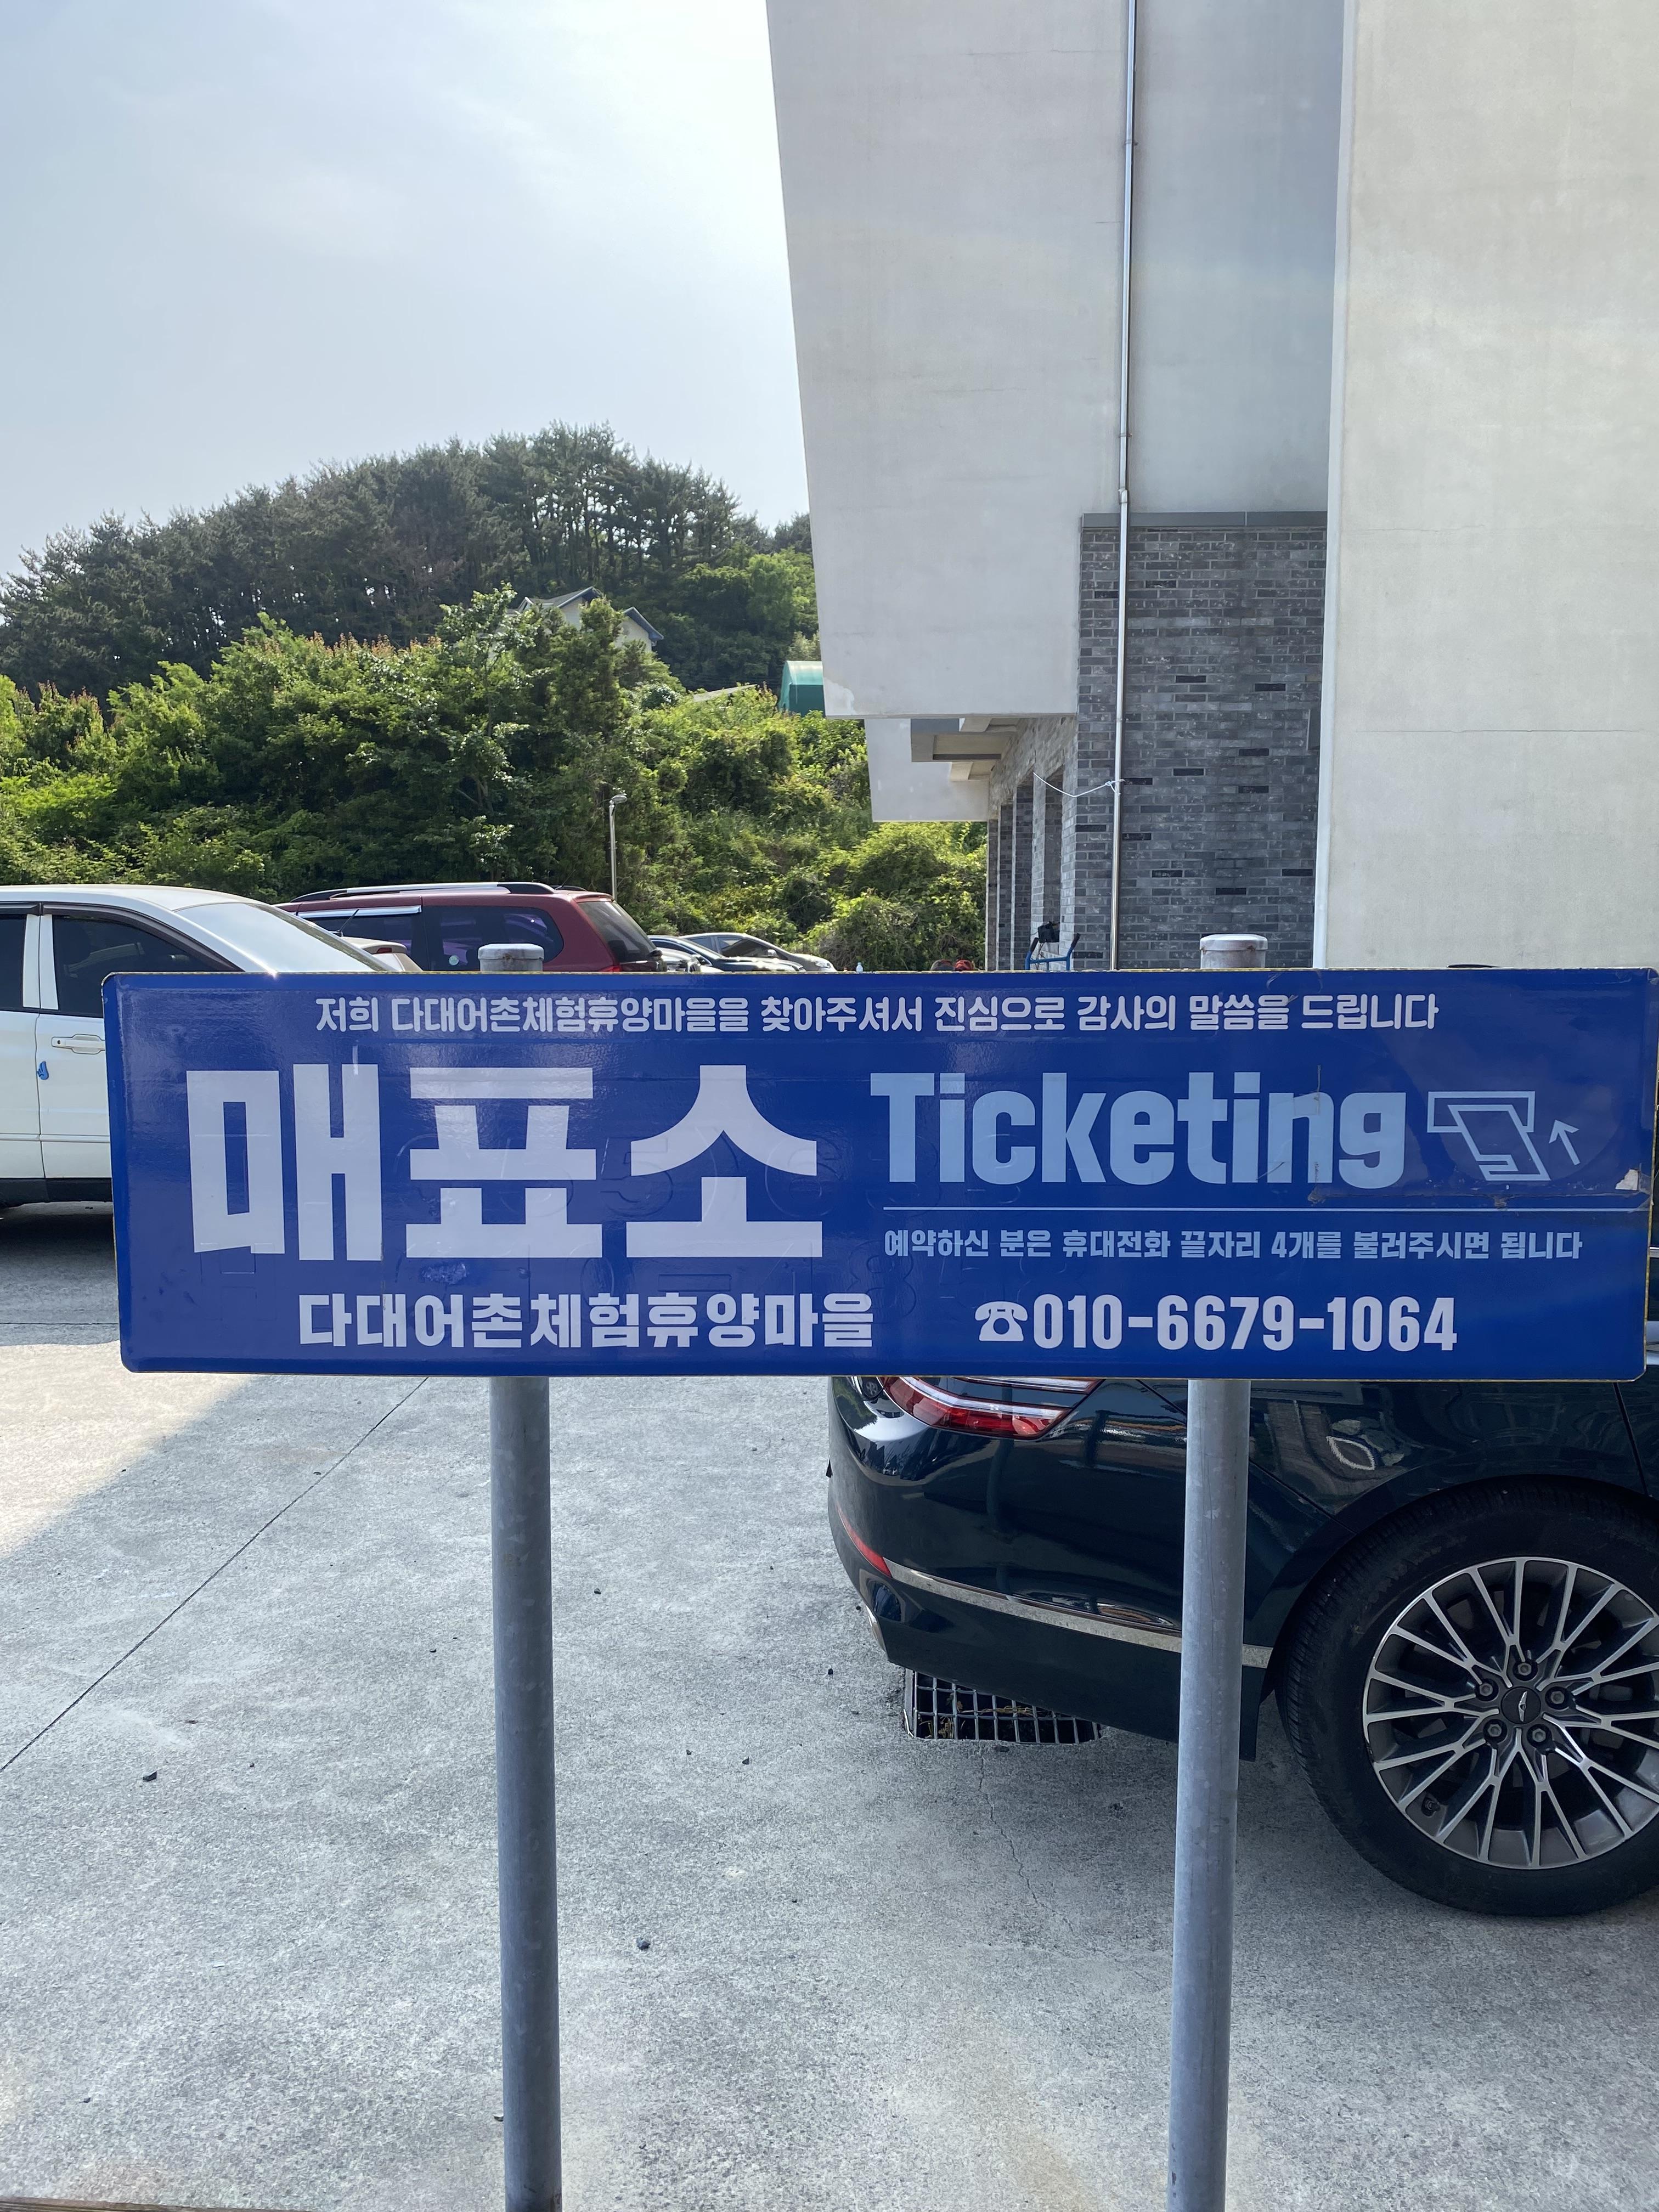 저희 다대어촌체험휴양마을을 찾아주셔서 진심으로 감사의 말씀을 드립니다
매표소 Ticketing
예약하신 분은 휴대전화 끝자리 4개를 불러주시면 됩니다
다대어촌체험휴양마을 ☎010-6679-1064